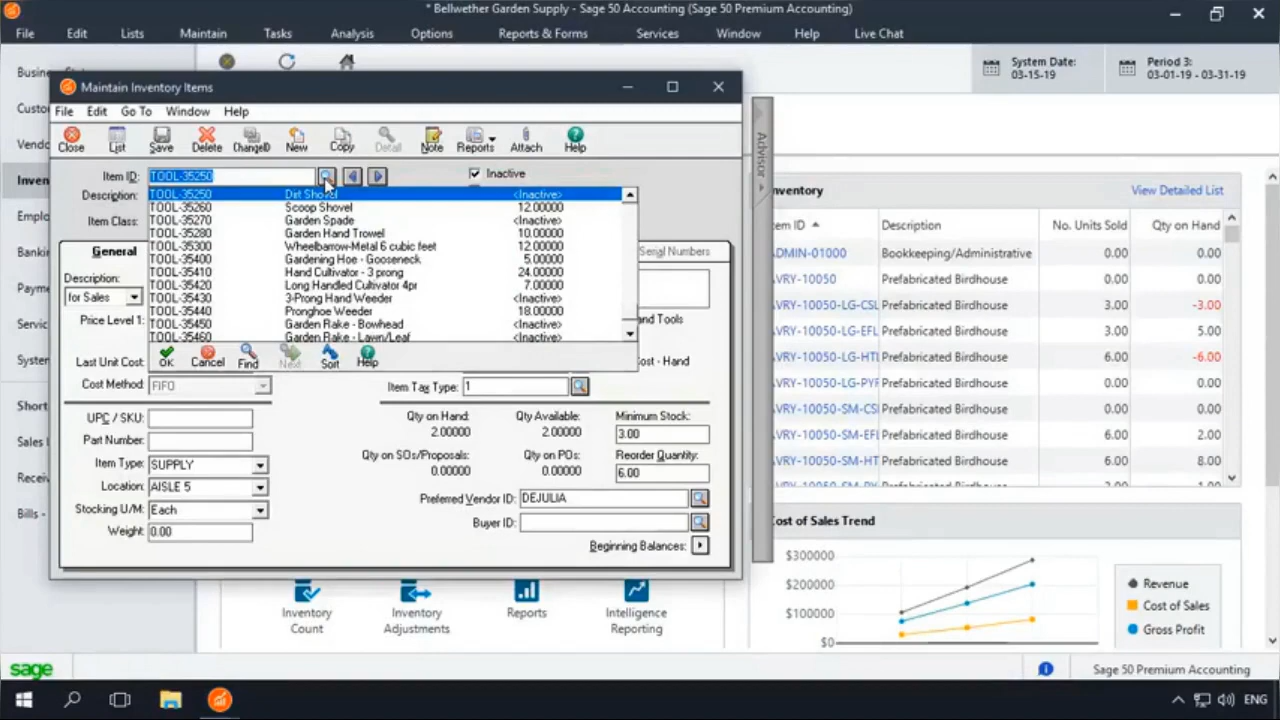 * Bellwether Garden Supply - Sage 50 Accounting (Sage 50 Premium Accounting)
File Edit Lists Maintain Tasks Analysis Options Reports & Forms Services Window Help Live Chat
System Date:
03-15-19
Period 3:
03-01-19 - 03-31-19
Busin
Custo
Vendo
Inven
Emplo
Bankin
Payme
Servic
System
Short
Sales
Recei
Bills -
Maintain Inventory Items
File Edit Go To Window Help
Close List Save Delete ChangeID New Copy Detail Note Reports Attach Help
Item ID: TOOL-35250
Inactive
Description:
Item Class:
TOOL-35250 Dirt Shovel <Inactive>
TOOL-35260 Scoop Shovel 12.00000
TOOL-35270 Garden Spade <Inactive>
TOOL-35280 Garden Hand Trowel 10.00000
TOOL-35300 Wheelbarrow-Metal 6 cubic feet 12.00000
TOOL-35400 Gardening Hoe - Gooseneck 5.00000
TOOL-35410 Hand Cultivator - 3 prong 24.00000
TOOL-35420 Long Handled Cultivator 4pr 7.00000
TOOL-35430 3-Prong Hand Weeder <Inactive>
TOOL-35440 Pronghoe Weeder 18.00000
TOOL-35450 Garden Rake - Bowhead <Inactive>
TOOL-35460 Garden Rake - Lawn/Leaf <Inactive>
OK Cancel Find Next Sort Help
General
Serial Numbers
Description:
for Sales
Price Level 1:
nd Tools
Last Unit Cost:
ost - Hand
Cost Method: FIFO
Item Tax Type: 1
UPC / SKU:
Part Number:
Item Type: SUPPLY
Location: AISLE 5
Stocking U/M: Each
Weight: 0.00
Qty on Hand: Qty Available: Minimum Stock:
2.00000 2.00000 3.00
Qty on SOs/Proposals: Qty on POs: Reorder Quantity:
0.00000 0.00000 6.00
Preferred Vendor ID: DEJULIA
Buyer ID:
Beginning Balances:
Advisor
Inventory Count
Inventory Adjustments
Reports
Intelligence Reporting
nventory
View Detailed List
em ID Description No. Units Sold Qty on Hand
ADMIN-01000 Bookkeeping/Administrative 0.00 0.00
AVRY-10050 Prefabricated Birdhouse 0.00 0.00
AVRY-10050-LG-CSL Prefabricated Birdhouse 3.00 -3.00
AVRY-10050-LG-EFL Prefabricated Birdhouse 3.00 5.00
AVRY-10050-LG-HTL Prefabricated Birdhouse 6.00 -6.00
AVRY-10050-LG-PYR Prefabricated Birdhouse 3.00 3.00
AVRY-10050-SM-CSL Prefabricated Birdhouse 0.00 0.00
AVRY-10050-SM-EFL Prefabricated Birdhouse 6.00 2.00
AVRY-10050-SM-HT Prefabricated Birdhouse 6.00 8.00
Cost of Sales Trend
$300000
$200000
$100000
$0
Revenue
Cost of Sales
Gross Profit
sage
Sage 50 Premium Accounting
ENG